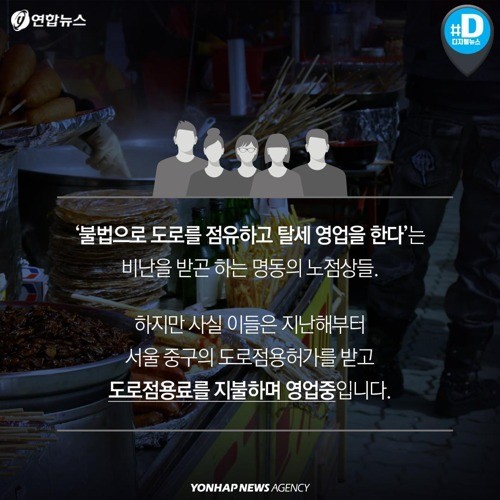 연합뉴스
#D
디지털뉴스
‘불법으로 도로를 점유하고 탈세 영업을 한다’는
비난을 받곤 하는 명동의 노점상들.
하지만 사실 이들은 지난해부터
서울 중구의 도로점용허가를 받고
도로점용료를 지불하며 영업중입니다.
YONHAP NEWS AGENCY